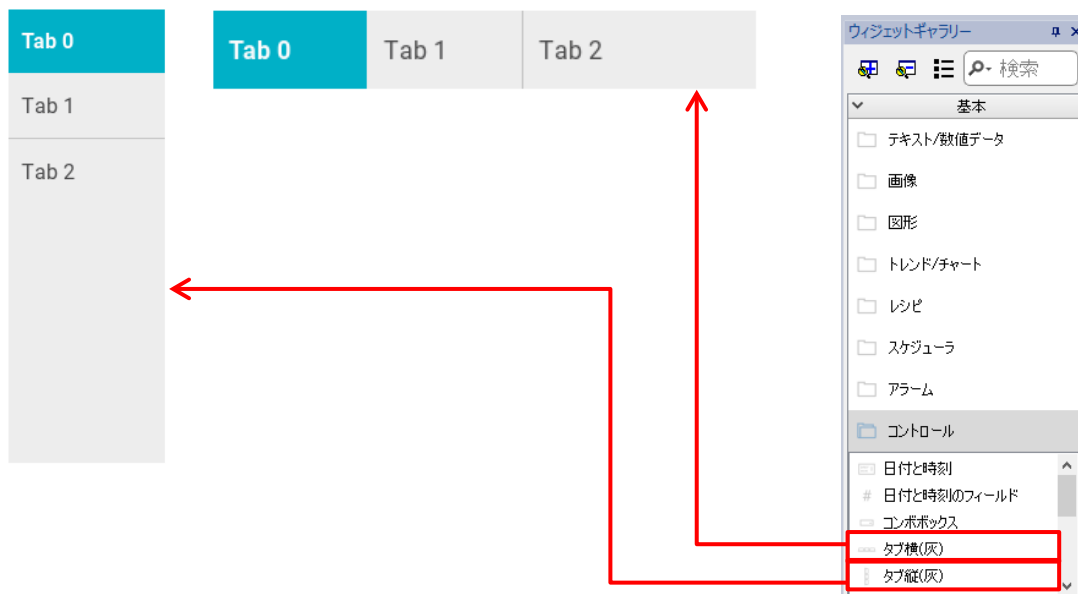 Tab 0
Tab 1
Tab 2
Tab 0 Tab 1 Tab 2
ウィジェットギャラリー
検索
基本
テキスト/数値データ
画像
図形
トレンド/チャート
レシピ
スケジューラ
アラーム
コントロール
日付と時刻
日付と時刻のフィールド
コンボボックス
タブ横(灰)
タブ縦(灰)